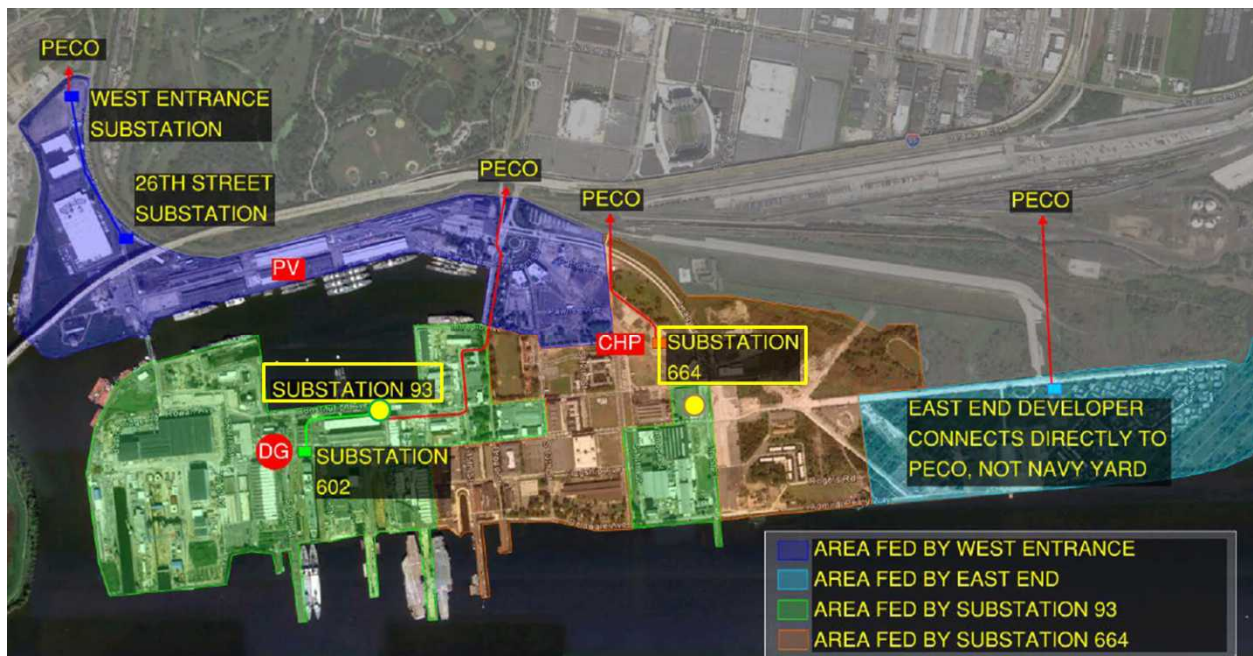 PECO
WEST ENTRANCE
SUBSTATION
26TH STREET
SUBSTATION
PECO
PECO
PECO
PV
CHP
SUBSTATION
664
SUBSTATION 93
DG
SUBSTATION
602
EAST END DEVELOPER
CONNECTS DIRECTLY TO
PECO, NOT NAVY YARD
AREA FED BY WEST ENTRANCE
AREA FED BY EAST END
AREA FED BY SUBSTATION 93
AREA FED BY SUBSTATION 664